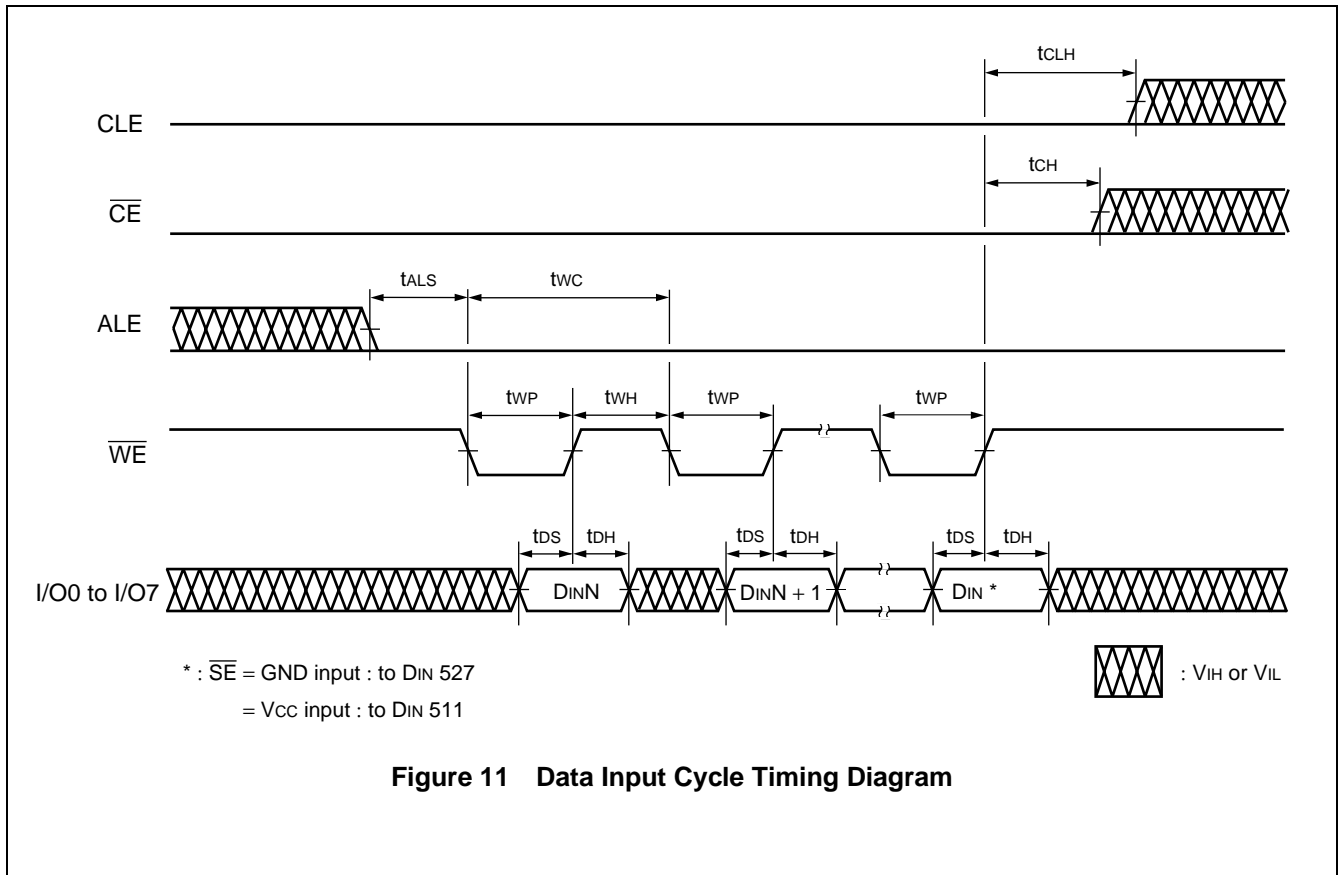 tCLH
CLE
tCH
CE
tALS
tWC
ALE
tWP
tWH
tWP
tWP
WE
tDS
tDH
tDS
tDH
tDS
tDH
I/O0 to I/O7
DINN
DINN + 1
DIN *
* : SE = GND input : to DIN 527
= VCC input : to DIN 511
: VIH or VIL
Figure 11 Data Input Cycle Timing Diagram